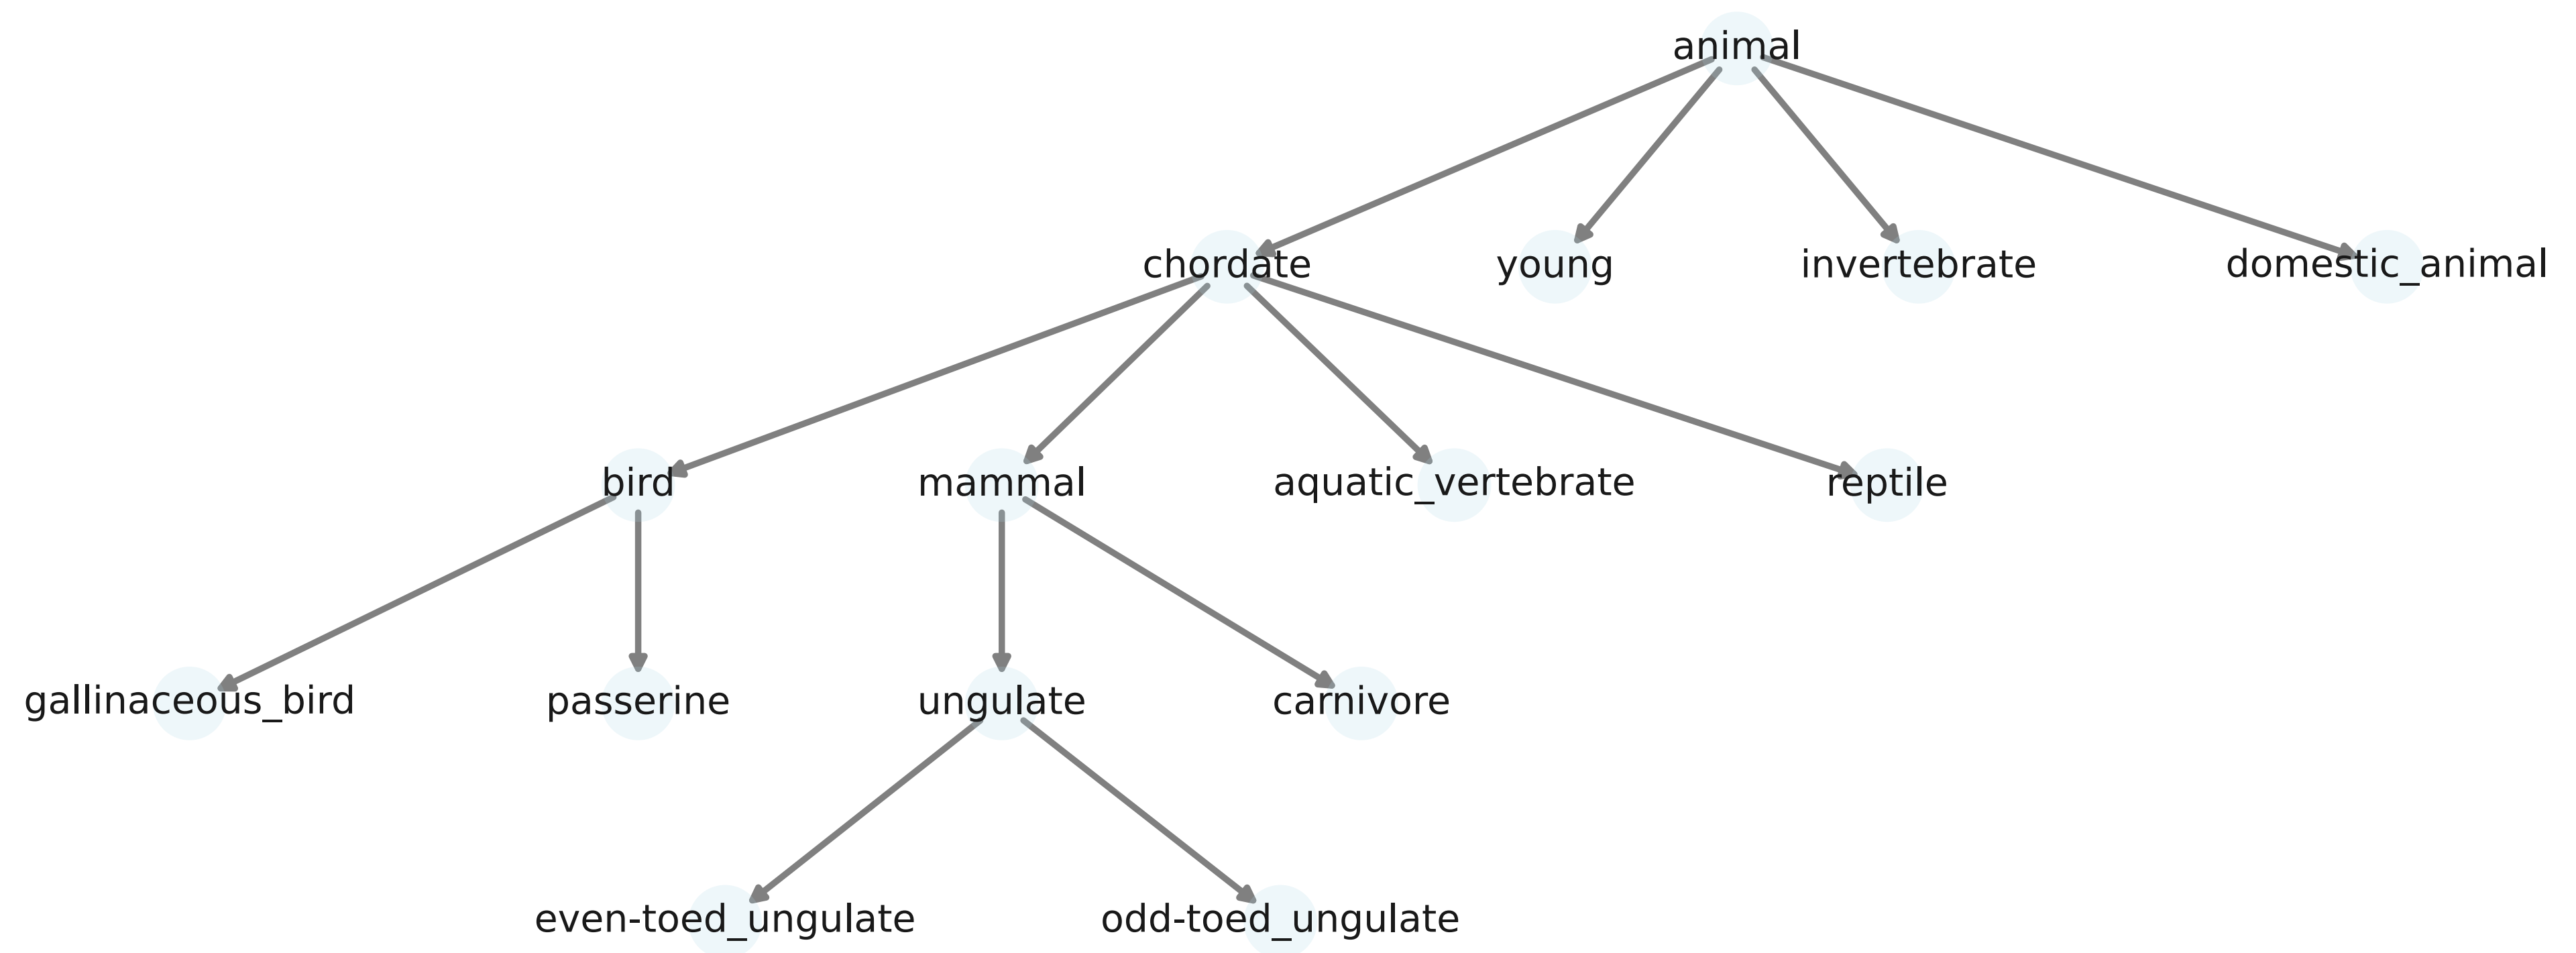 animal
chordate
young
invertebrate
domestic_animal
bird
mammal
aquatic_vertebrate
reptile
gallinaceous_bird
passerine
ungulate
carnivore
even-toed_ungulate
odd-toed_ungulate